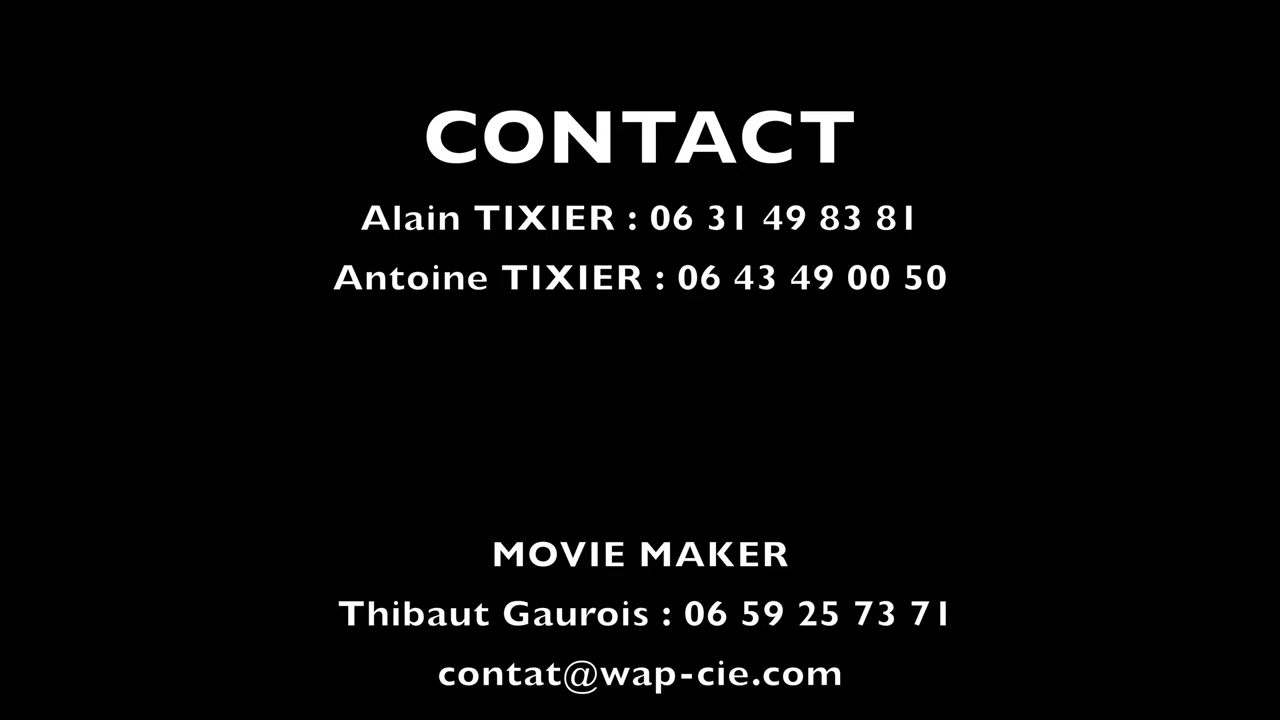 CONTACT
Alain TIXIER : 06 31 49 83 81
Antoine TIXIER : 06 43 49 00 50
MOVIE MAKER
Thibaut Gaurois : 06 59 25 73 71
contat@wap-cie.com